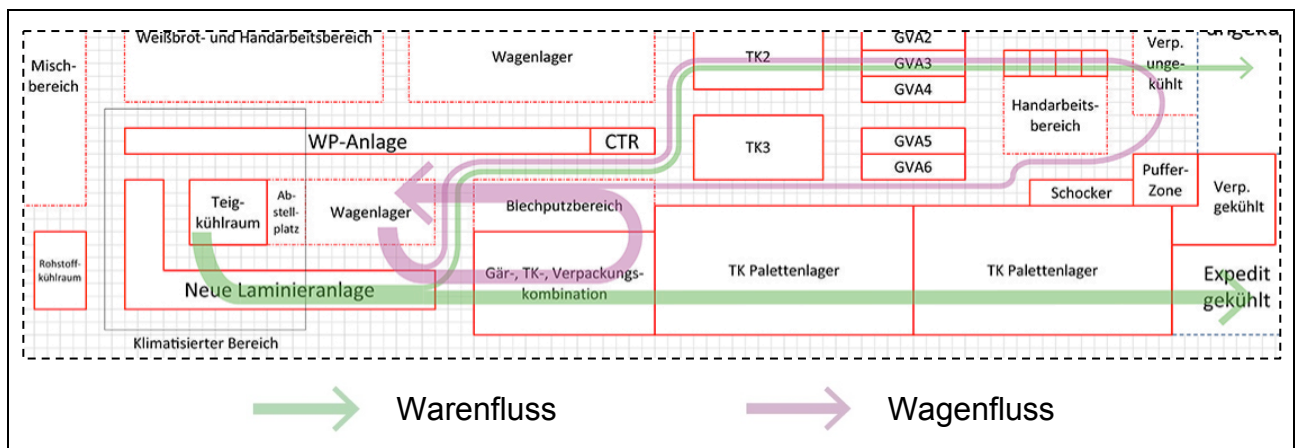 Weißbrot- und Handarbeitsbereich
Misch-
bereich
Wagenlager
TK2
GVA2
GVA3
GVA4
Verp.
unge-
kühlt
Handarbeits-
bereich
WP-Anlage
CTR
TK3
GVA5
GVA6
Puffer-
Zone
Schocker
Verp.
gekühlt
Teig-
kühlraum
Ab-
stell-
platz
Wagenlager
Blechputzbereich
Rohstoff-
kühlraum
Neue Laminieranlage
Gär-, TK-, Verpackungs-
kombination
TK Palettenlager
TK Palettenlager
Expedit
gekühlt
Klimatisierter Bereich
Warenfluss
Wagenfluss